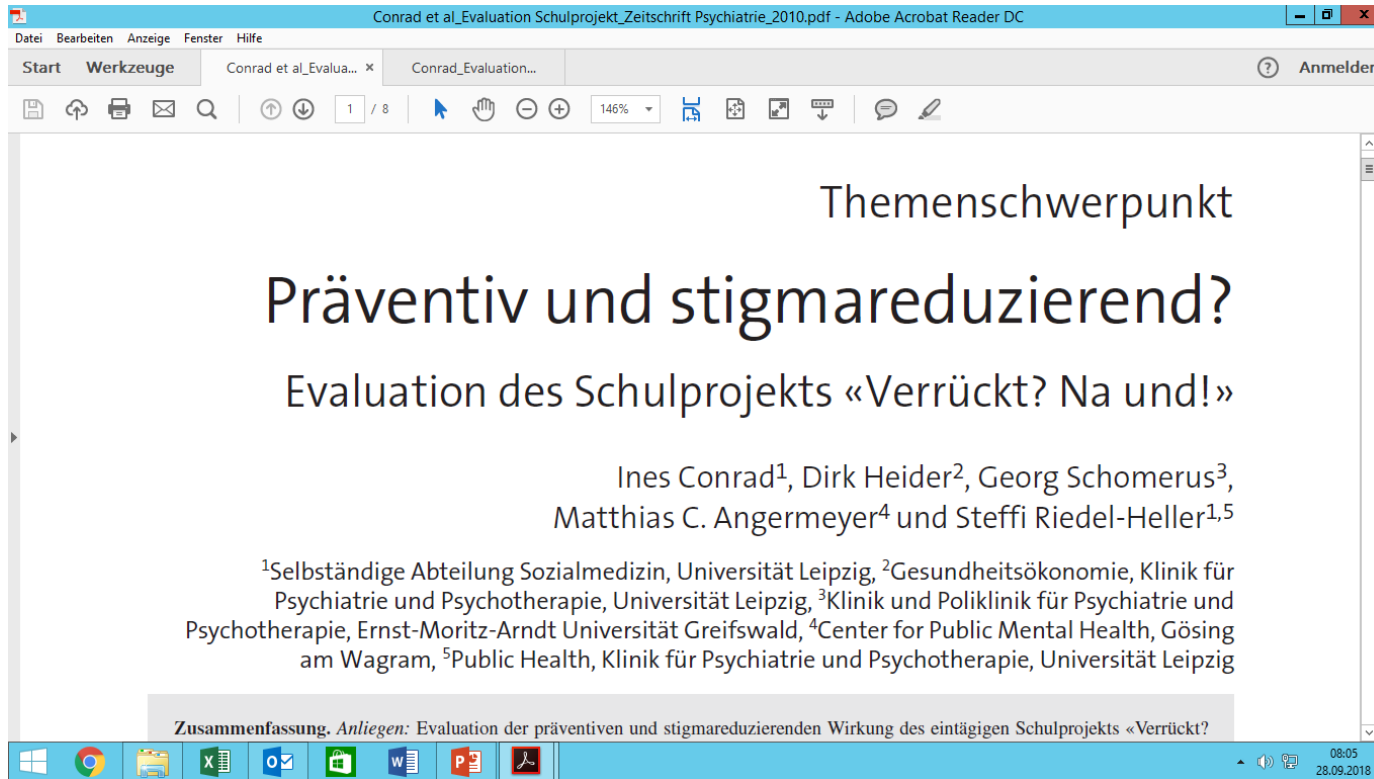 Conrad et al_Evaluation Schulprojekt_Zeitschrift Psychiatrie_2010.pdf - Adobe Acrobat Reader DC
Datei Bearbeiten Anzeige Fenster Hilfe
Start Werkzeuge Conrad et al_Evalua... × Conrad_Evaluation... ? Anmelden
1 / 8 146%
Themenschwerpunkt
Präventiv und stigmareduzierend?
Evaluation des Schulprojekts «Verrückt? Na und!»
Ines Conrad1, Dirk Heider2, Georg Schomerus3,
Matthias C. Angermeyer4 und Steffi Riedel-Heller1,5
1Selbständige Abteilung Sozialmedizin, Universität Leipzig, 2Gesundheitsökonomie, Klinik für
Psychiatrie und Psychotherapie, Universität Leipzig, 3Klinik und Poliklinik für Psychiatrie und
Psychotherapie, Ernst-Moritz-Arndt Universität Greifswald, 4Center for Public Mental Health, Gösing
am Wagram, 5Public Health, Klinik für Psychiatrie und Psychotherapie, Universität Leipzig
Zusammenfassung. Anliegen: Evaluation der präventiven und stigmareduzierenden Wirkung des eintägigen Schulprojekts «Verrückt?
08:05
28.09.2018